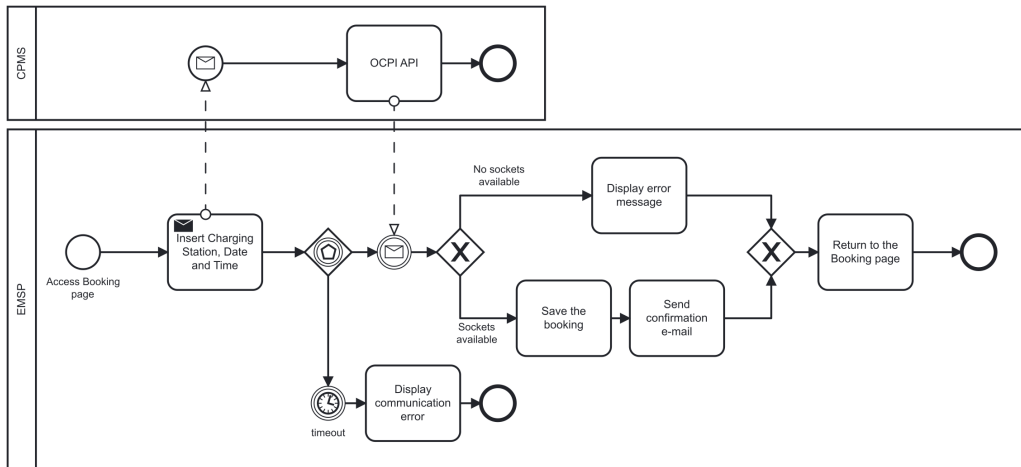 CPMS
OCPI API
EMSP
Access Booking
page
Insert Charging
Station, Date
and Time
No sockets
available
Display error
message
Sockets
available
Save the
booking
Send
confirmation
e-mail
Return to the
Booking page
timeout
Display
communication
error